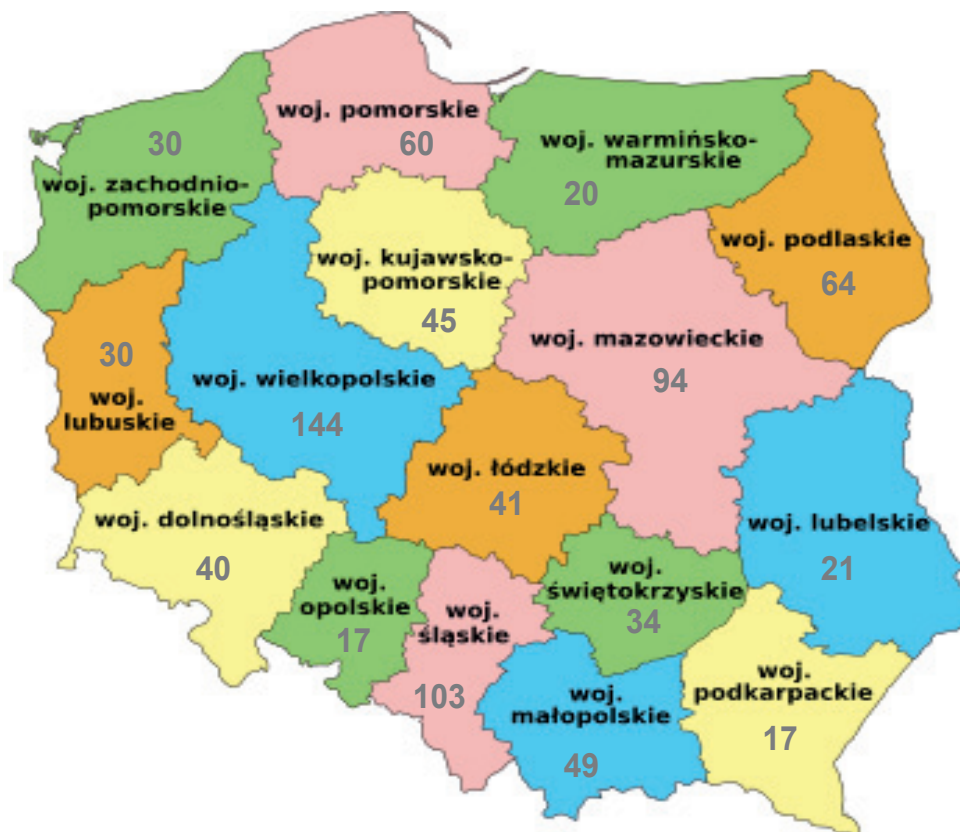 woj. pomorskie
60
30
woj. zachodnio-
pomorskie
woj. warmińsko-
mazurskie
20
woj. podlaskie
64
woj. kujawsko-
pomorskie
45
woj. mazowieckie
94
30
woj.
lubuskie
woj. wielkopolskie
144
woj. łódzkie
41
woj. dolnośląskie
40
woj. lubelskie
21
woj.
opolskie
17
woj.
śląskie
103
woj.
świętokrzyskie
34
woj.
małopolskie
49
woj.
podkarpackie
17